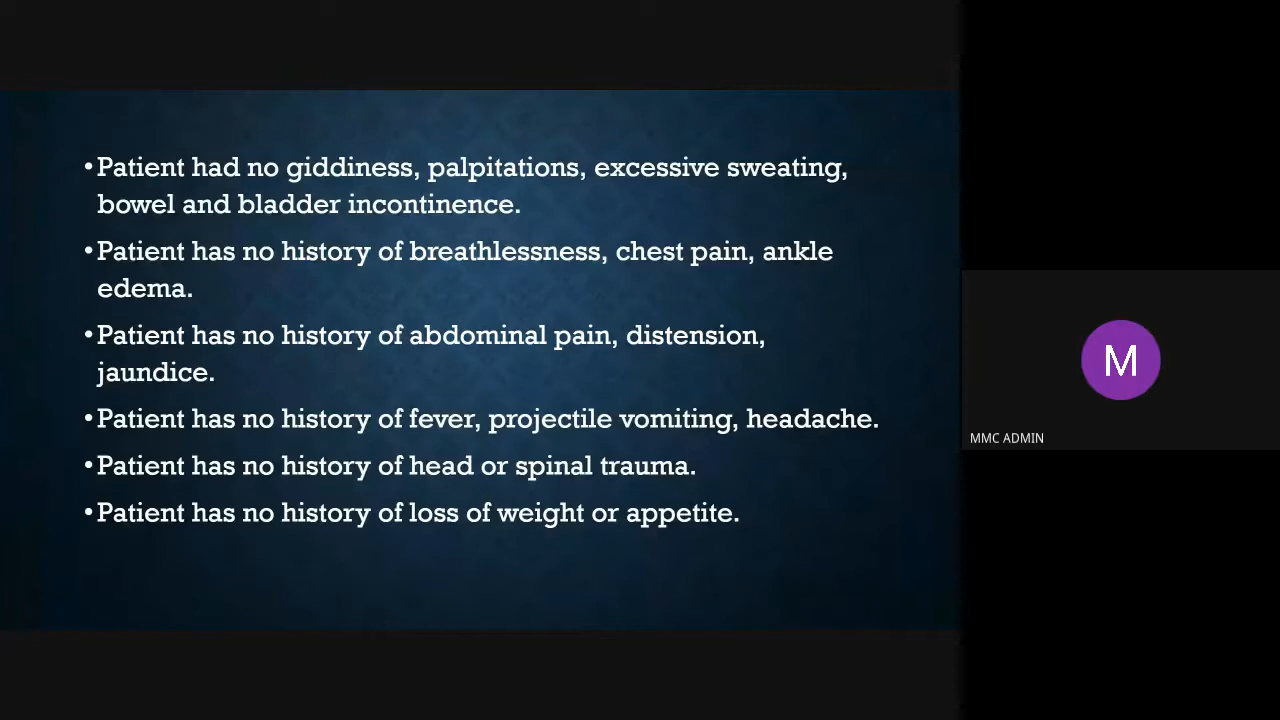 •Patient had no giddiness, palpitations, excessive sweating,
bowel and bladder incontinence.
•Patient has no history of breathlessness, chest pain, ankle
edema.
•Patient has no history of abdominal pain, distension,
jaundice.
•Patient has no history of fever, projectile vomiting, headache.
•Patient has no history of head or spinal trauma.
•Patient has no history of loss of weight or appetite.
M
MMC ADMIN